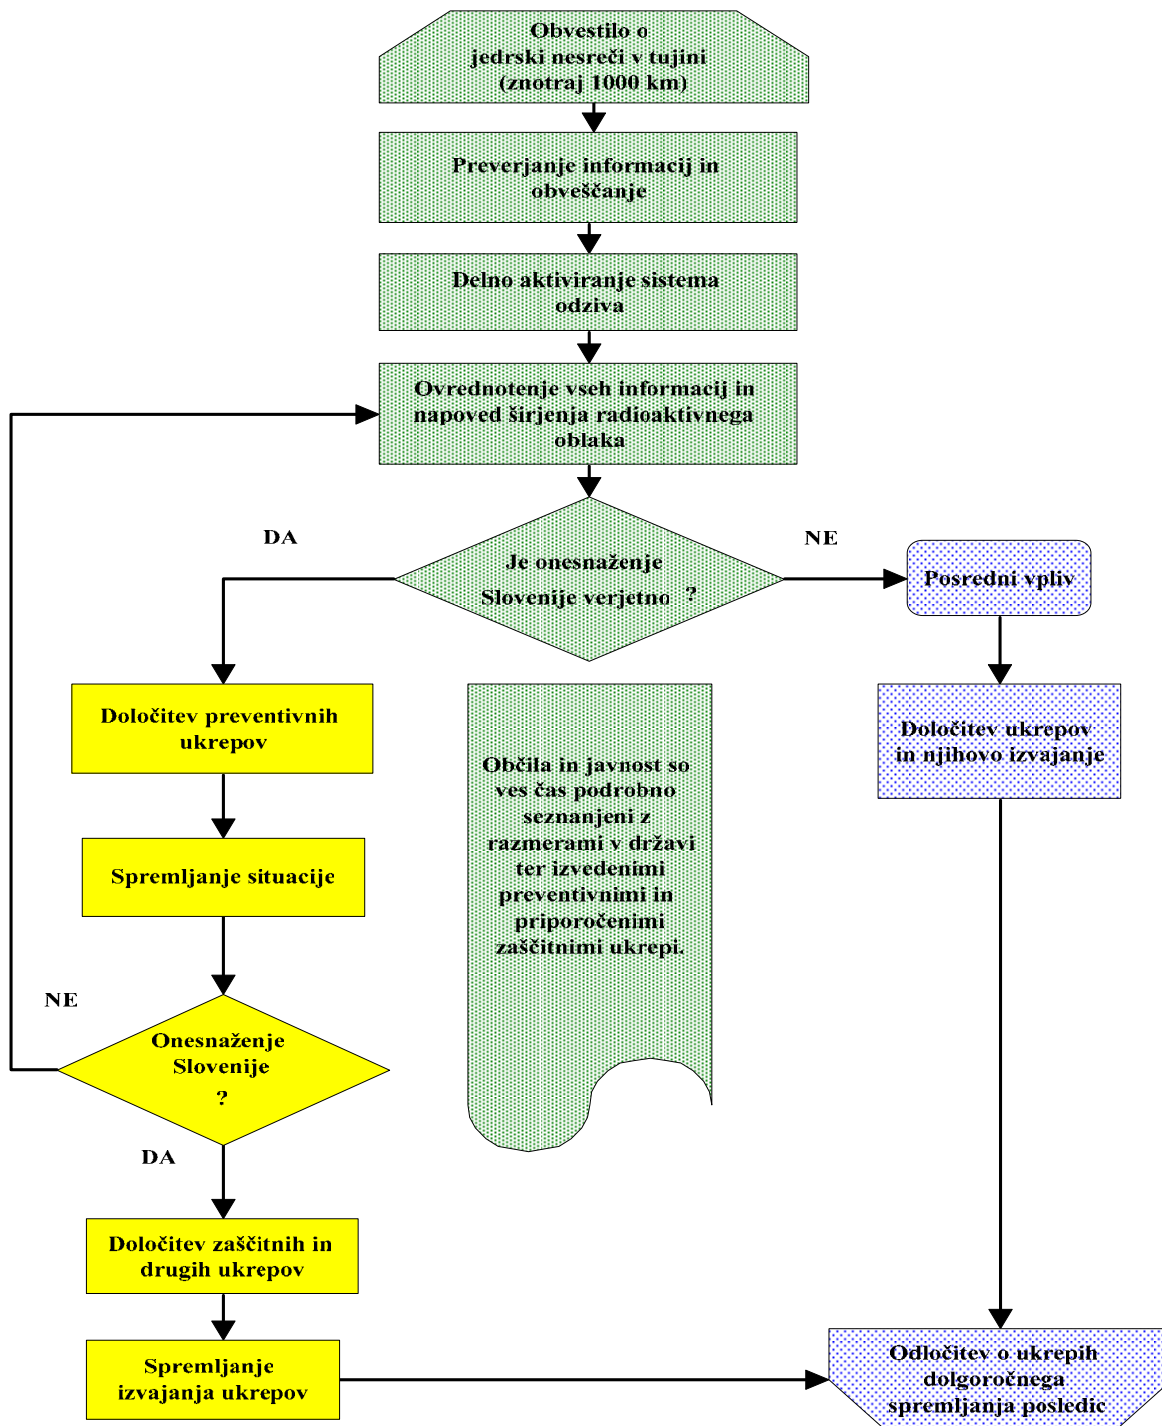 Obvestilo o
jedrski nesreči v tujini
(znotraj 1000 km)
Preverjanje informacij in
obveščanje
Delno aktiviranje sistema
odziva
Ovrednotenje vseh informacij in
napoved širjenja radioaktivnega
oblaka
DA
NE
Je onesnaženje
Slovenije verjetno ?
Posredni vpliv
Določitev preventivnih
ukrepov
Določitev ukrepov
in njihovo izvajanje
Občila in javnost so
ves čas podrobno
seznanjeni z
razmerami v državi
ter izvedenimi
preventivnimi in
priporočenimi
zaščitnimi ukrepi.
Spremljanje situacije
NE
Onesnaženje
Slovenije
?
DA
Določitev zaščitnih in
drugih ukrepov
Spremljanje
izvajanja ukrepov
Odločitev o ukrepih
dolgoročnega
spremljanja posledic